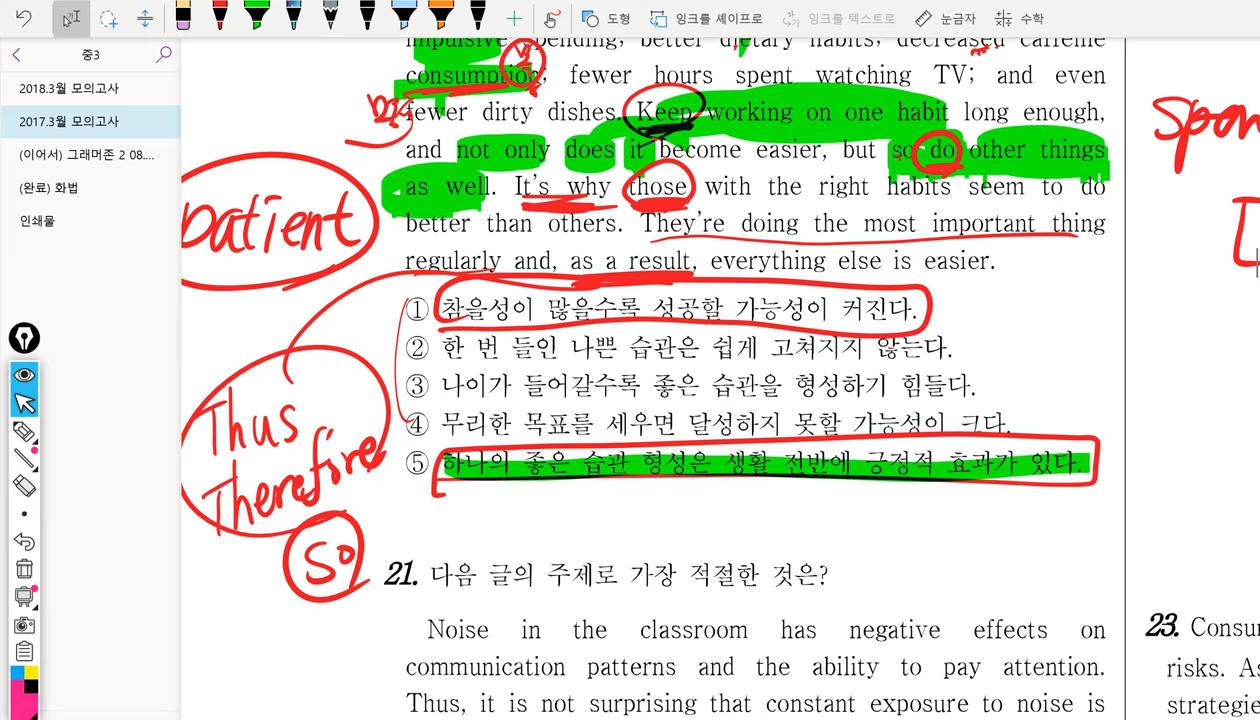 도형
잉크를 셰이프로
잉크를 텍스트로
눈금자
수학
중3
2018.3월 모의고사
2017.3월 모의고사
(이어서) 그래머존 2 08....
(완료) 화법
인쇄물
impulsive spending, better dietary habits, decreased caffeine
consumption, fewer hours spent watching TV; and even
fewer dirty dishes. Keep working on one habit long enough,
and not only does it become easier, but so do other things
as well. It's why those with the right habits seem to do
better than others. They're doing the most important thing
regularly and, as a result, everything else is easier.
① 참을성이 많을수록 성공할 가능성이 커진다.
② 한 번 들인 나쁜 습관은 쉽게 고쳐지지 않는다.
③ 나이가 들어갈수록 좋은 습관을 형성하기 힘들다.
④ 무리한 목표를 세우면 달성하지 못할 가능성이 크다.
⑤ 하나의 좋은 습관 형성은 생활 전반에 긍정적 효과가 있다.
patient
Thus
Therefore
So
21. 다음 글의 주제로 가장 적절한 것은?
Noise in the classroom has negative effects on
communication patterns and the ability to pay attention.
Thus, it is not surprising that constant exposure to noise is
23. Consu
risks. As
strategie